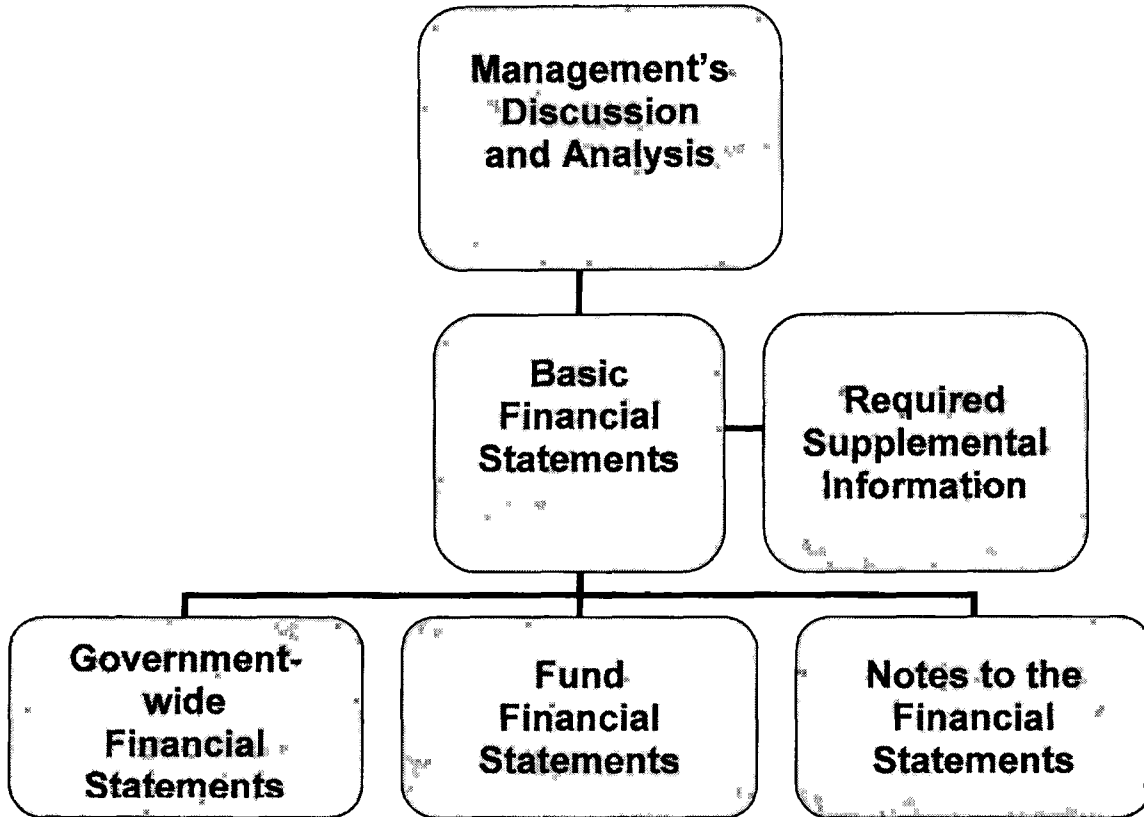 Management's
Discussion
and Analysis
Basic
Financial
Statements
Required
Supplemental
Information
Government-
wide
Financial
Statements
Fund
Financial
Statements
Notes to the
Financial
Statements